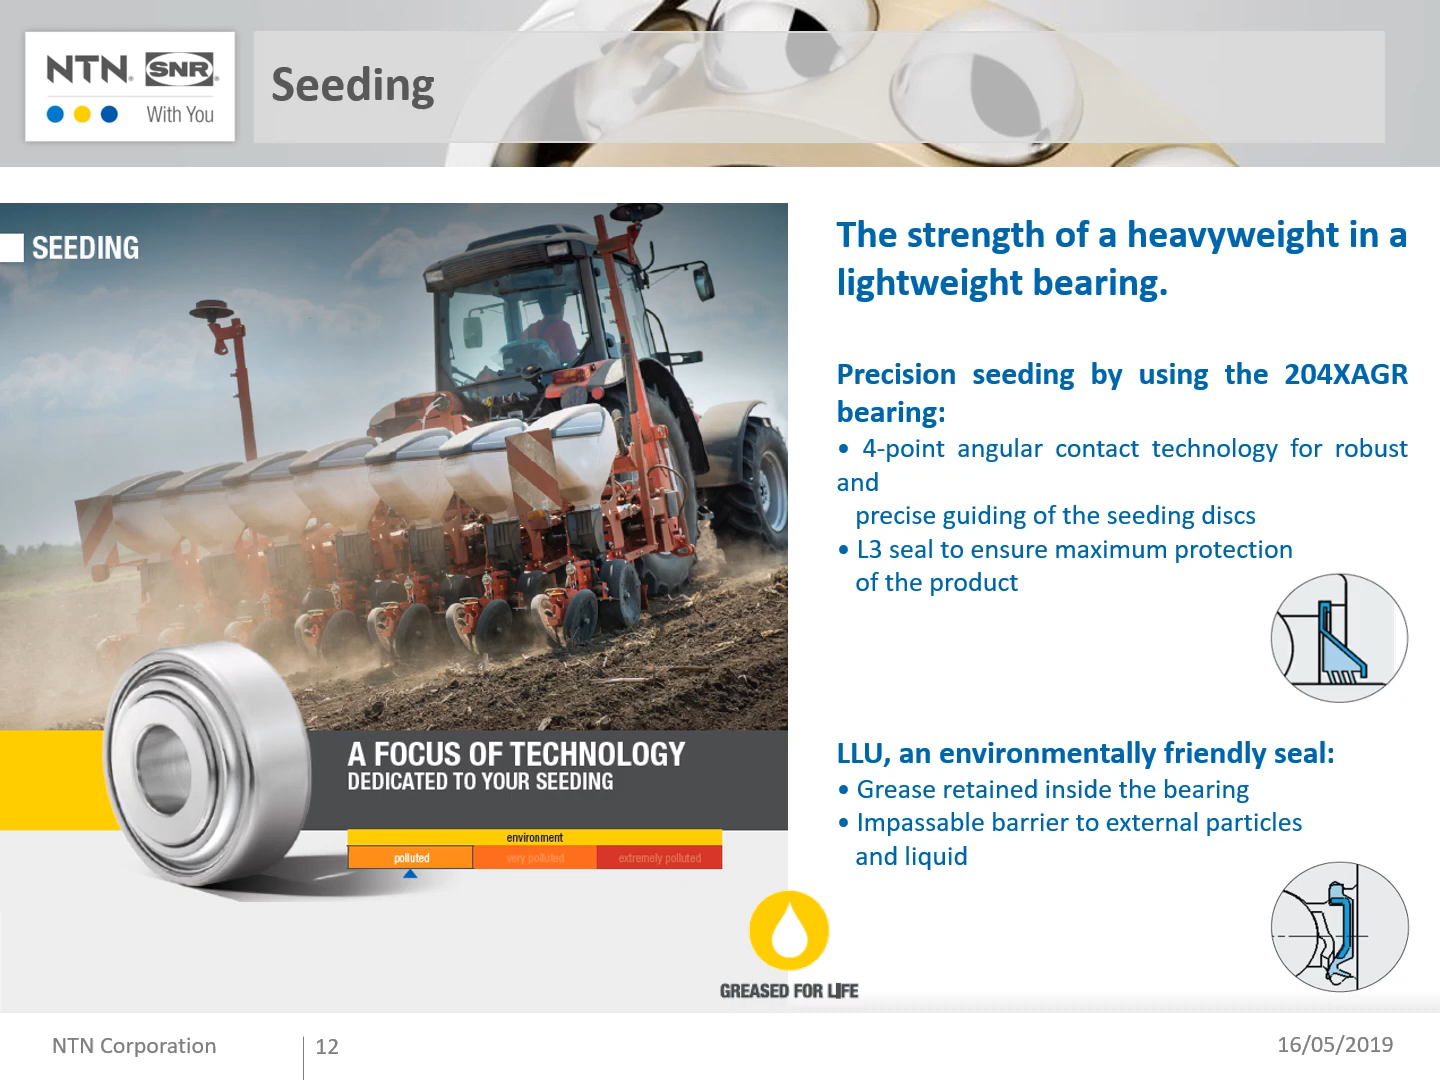 NTN SNR
With You
Seeding
SEEDING
The strength of a heavyweight in a
lightweight bearing.
Precision seeding by using the 204XAGR
bearing:
• 4-point angular contact technology for robust
and
precise guiding of the seeding discs
• L3 seal to ensure maximum protection
of the product
A FOCUS OF TECHNOLOGY
DEDICATED TO YOUR SEEDING
environment
polluted very polluted extremely polluted
LLU, an environmentally friendly seal:
• Grease retained inside the bearing
• Impassable barrier to external particles
and liquid
GREASED FOR LIFE
NTN Corporation
12
16/05/2019